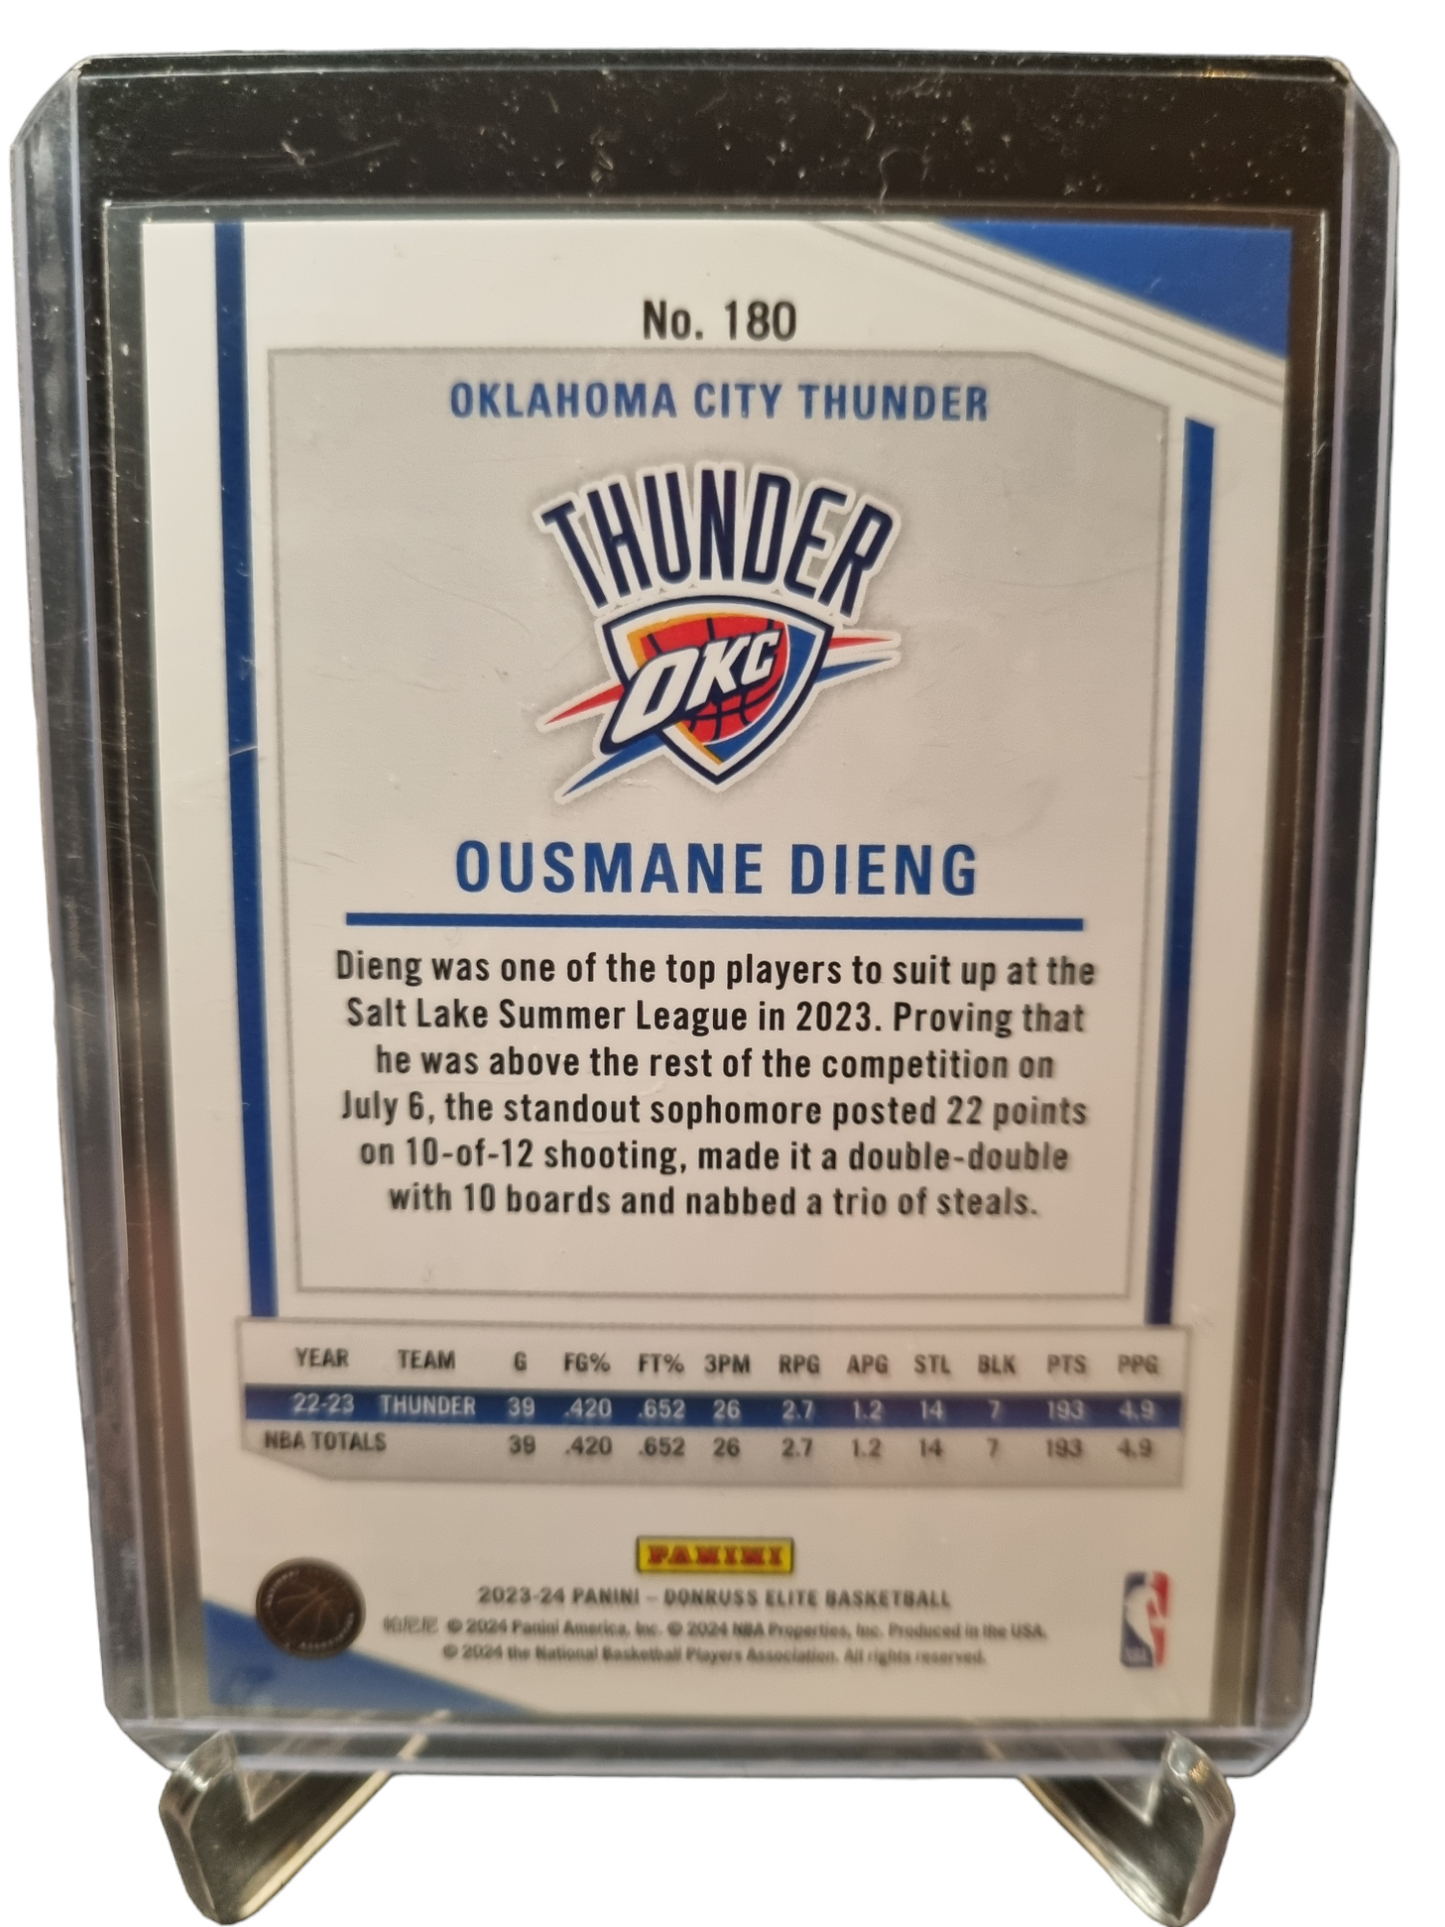 No. 180
OKLAHOMA CITY THUNDER
THUNDER
OKC
OUSMANE DIENG
Dieng was one of the top players to suit up at the
Salt Lake Summer League in 2023. Proving that
he was above the rest of the competition on
July 6, the standout sophomore posted 22 points
on 10-of-12 shooting, made it a double-double
with 10 boards and nabbed a trio of steals.
YEAR TEAM G FG% FT% 3PM RPG APG STL BLK PTS PPG
22-23 THUNDER 39 .420 .652 26 2.7 1.2 14 7 193 4.9
NBA TOTALS 39 .420 .652 26 2.7 1.2 14 7 193 4.9
PANINI
2023-24 PANINI – DONRUSS ELITE BASKETBALL
帕尼尼 © 2024 Panini America, Inc. © 2024 NBA Properties, Inc. Produced in the USA.
© 2024 the National Basketball Players Association. All rights reserved.